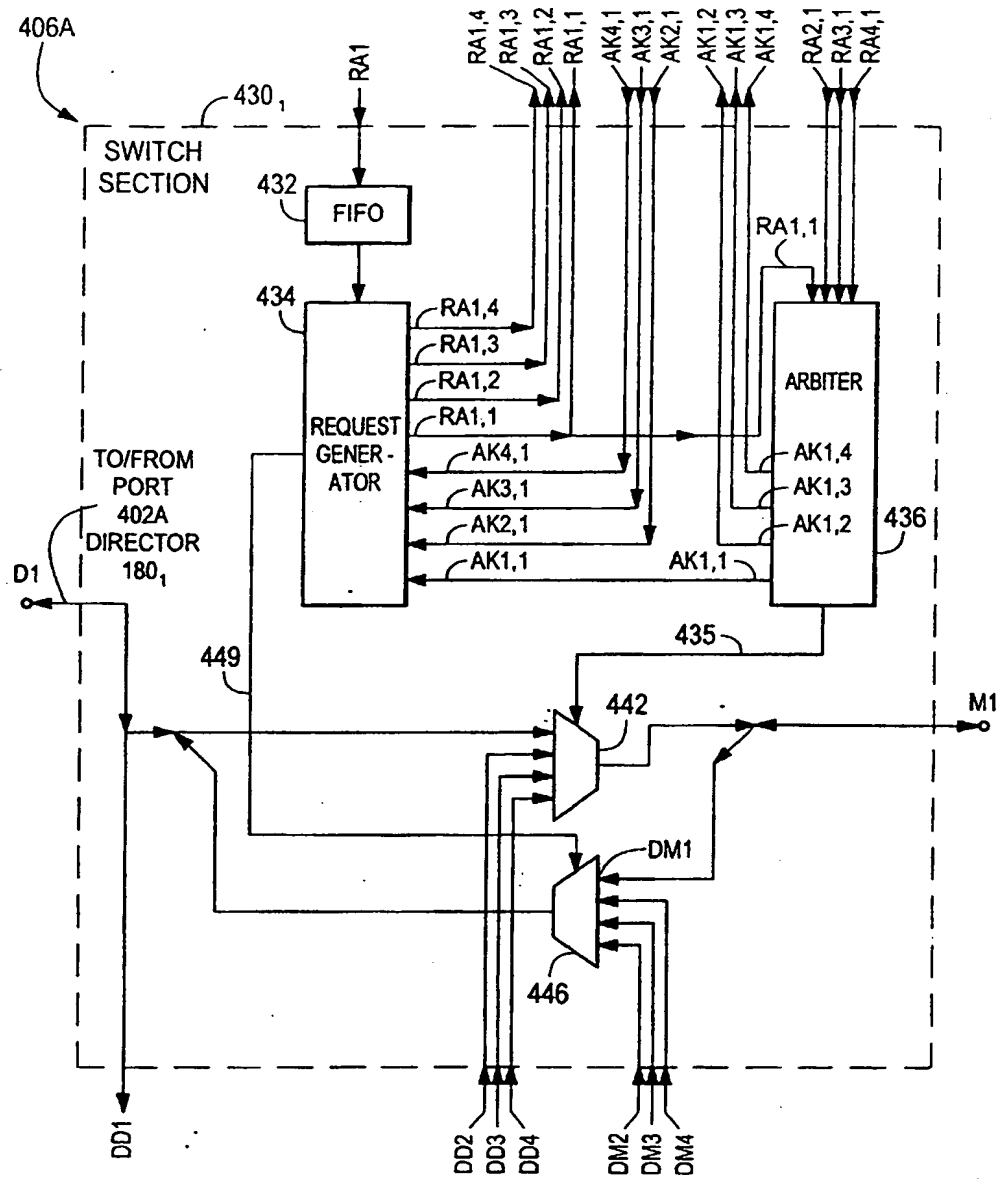 406A
RA1
RA1,4
RA1,3
RA1,2
RA1,1
AK4,1
AK3,1
AK2,1
AK1,2
AK1,3
AK1,4
RA2,1
RA3,1
RA4,1
430 1
SWITCH
SECTION
432
FIFO
RA1,1
434
RA1,4
RA1,3
RA1,2
RA1,1
REQUEST
GENER-
ATOR
AK4,1
AK3,1
AK2,1
AK1,1
ARBITER
AK1,4
AK1,3
AK1,2
AK1,1
436
TO/FROM
PORT
402A
DIRECTOR
180 1
D1
435
449
442
M1
DM1
446
DD1
DD2
DD3
DD4
DM2
DM3
DM4